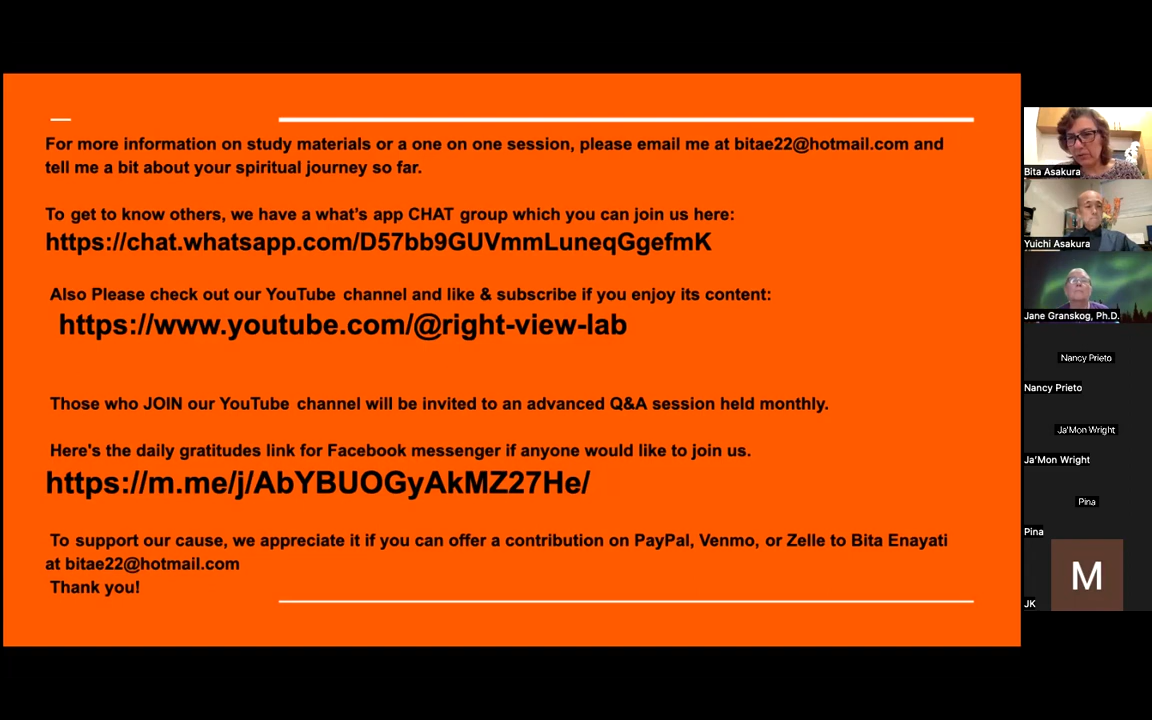 For more information on study materials or a one on one session, please email me at bitae22@hotmail.com and
tell me a bit about your spiritual journey so far.
To get to know others, we have a what's app CHAT group which you can join us here:
https://chat.whatsapp.com/D57bb9GUVmmLuneqGgefmK
Also Please check out our YouTube channel and like & subscribe if you enjoy its content:
https://www.youtube.com/@right-view-lab
Those who JOIN our YouTube channel will be invited to an advanced Q&A session held monthly.
Here's the daily gratitudes link for Facebook messenger if anyone would like to join us.
https://m.me/j/AbYBUOGyAkMZ27He/
To support our cause, we appreciate it if you can offer a contribution on PayPal, Venmo, or Zelle to Bita Enayati
at bitae22@hotmail.com
Thank you!
Bita Asakura
Yuichi Asakura
Jane Granskog, Ph.D.
Nancy Prieto
Nancy Prieto
Ja'Mon Wright
Ja'Mon Wright
Pina
Pina
M
JK